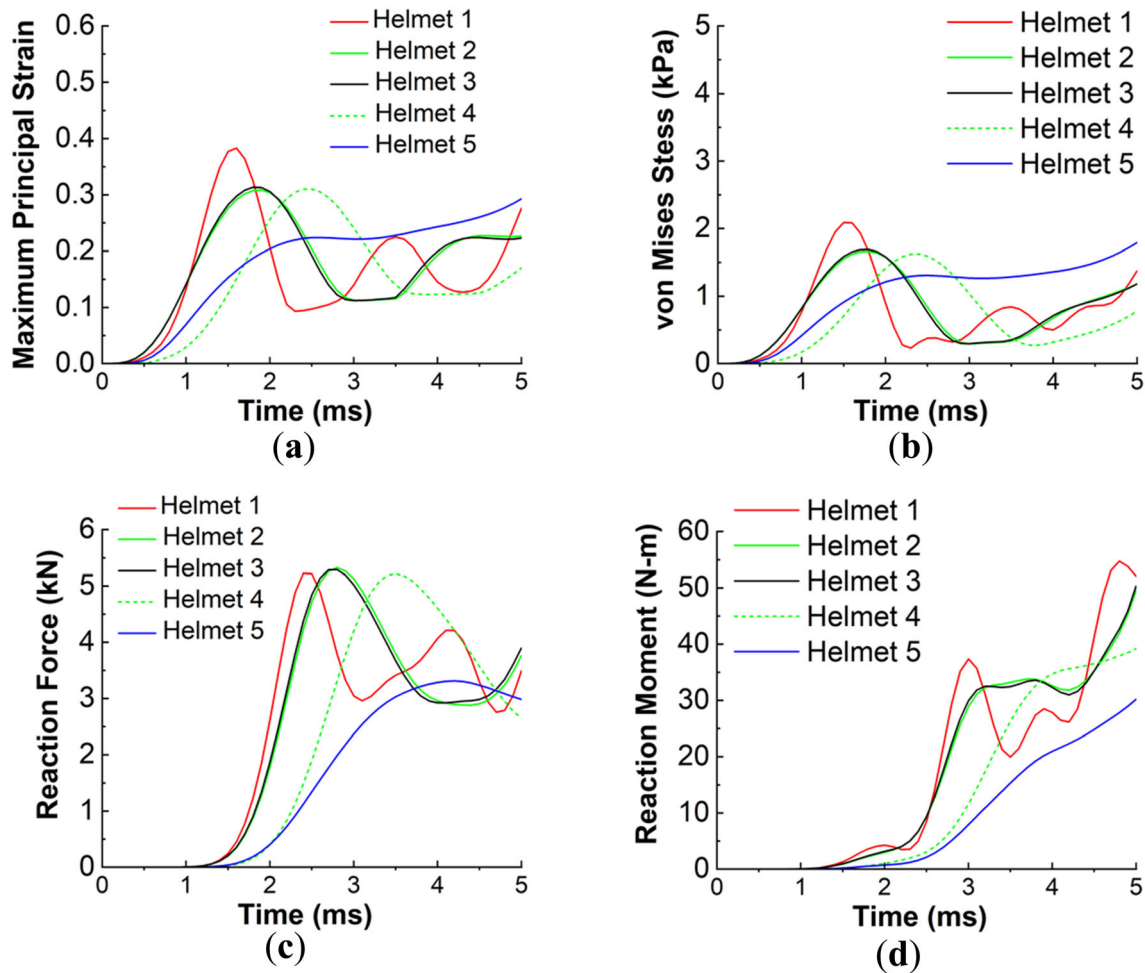 Maximum Principal Strain
0.6
0.5
0.4
0.3
0.2
0.1
0.0
Helmet 1
Helmet 2
Helmet 3
Helmet 4
Helmet 5
0 1 2 3 4 5
Time (ms)
(a)
von Mises Stess (kPa)
5
4
3
2
1
0
Helmet 1
Helmet 2
Helmet 3
Helmet 4
Helmet 5
0 1 2 3 4 5
Time (ms)
(b)
Reaction Force (kN)
6
5
4
3
2
1
0
Helmet 1
Helmet 2
Helmet 3
Helmet 4
Helmet 5
0 1 2 3 4 5
Time (ms)
(c)
Reaction Moment (N-m)
60
50
40
30
20
10
0
Helmet 1
Helmet 2
Helmet 3
Helmet 4
Helmet 5
0 1 2 3 4 5
Time (ms)
(d)